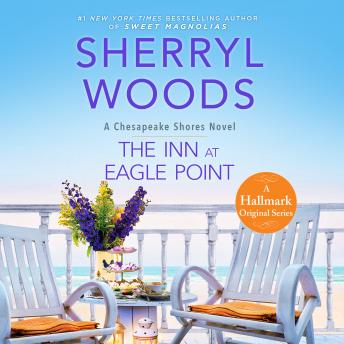 #1 NEW YORK TIMES BESTSELLING AUTHOR
OF SWEET MAGNOLIAS
SHERRYL
WOODS
A Chesapeake Shores Novel
THE INN AT
EAGLE POINT
A
Hallmark
Original Series